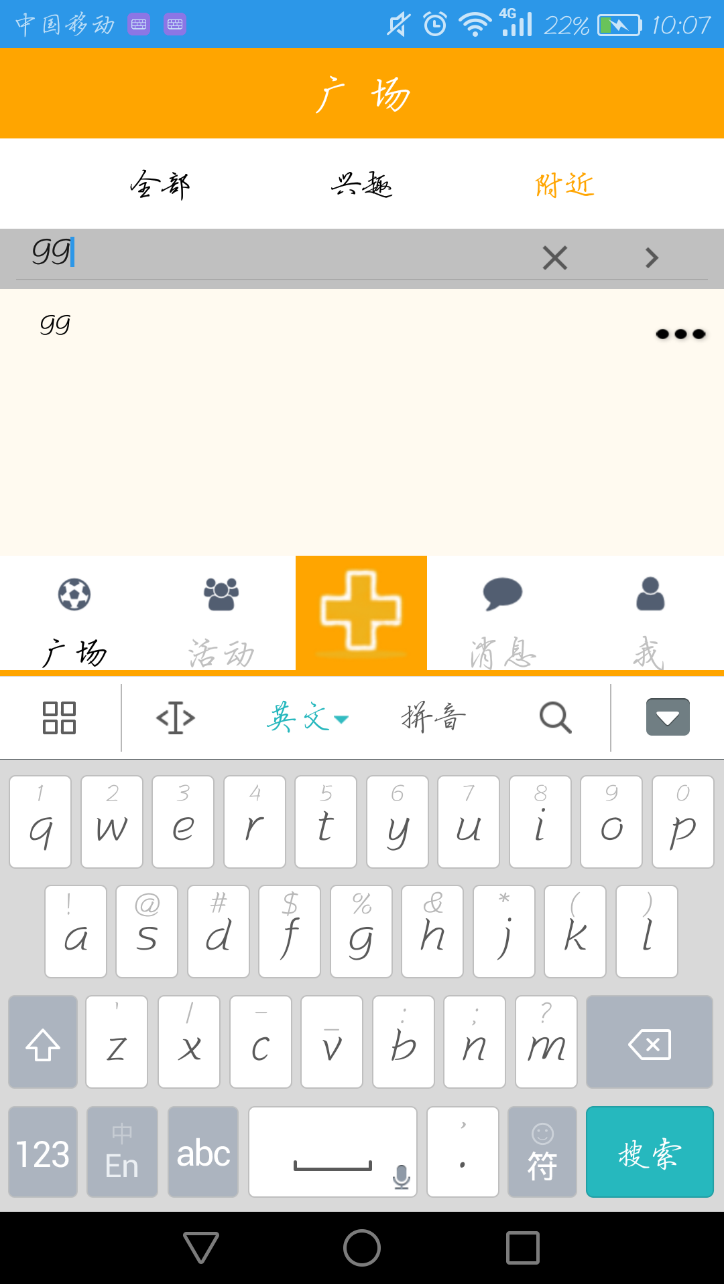 中国移动 4G 22% 10:07
广 场
全部 兴趣 附近
gg
gg
广场 活动 消息 我
英文 拼音
1 2 3 4 5 6 7 8 9 0
q w e r t y u i o p
! @ # $ % & * ( )
a s d f g h j k l
' / – _ : ; ?
z x c v b n m
中 ,
123 En abc . 符 搜索